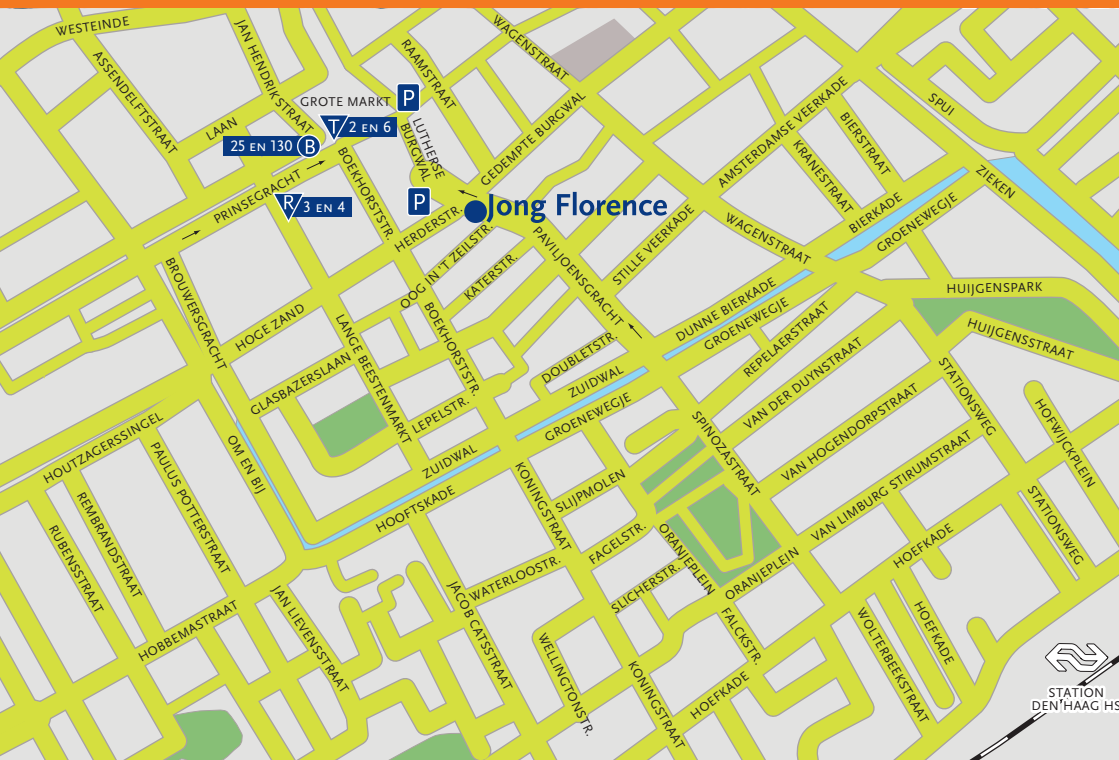 WESTEINDE
JAN HENDRIKSTRAAT
ASSENDELFTSTRAAT
RAAMSTRAAT
WAGENSTRAAT
GROTE MARKT
P
LAAN
T 2 EN 6
25 EN 130 B
LUTHERSE
BURGWAL
GEDEMPTE BURGWAL
AMSTERDAMSE VEERKADE
SPUI
BIERSTRAAT
KRANESTRAAT
BOEKHORSTSTR.
PRINSEGRACHT
R 3 EN 4
P
Jong Florence
HERDERSTR.
OOG IN 'T ZEILSTR.
KATERSTR.
PAVILJOENSGRACHT
STILLE VEERKADE
WAGENSTRAAT
BIERKADE
GROENEWEGJE
ZIEKEN
BROUWERSGRACHT
HOGE ZAND
LANGE BEESTENMARKT
BOEKHORSTSTR.
DUNNE BIERKADE
GROENEWEGJE
HUIJGENSPARK
HUIJGENSSTRAAT
REPELAERSTRAAT
VAN DER DUYNSTRAAT
GLASBAZERSLAAN
DOUBLETSTR.
ZUIDWAL
GROENEWEGJE
LEPELSTR.
STATIONSWEG
VAN HOGENDORPSTRAAT
HOFWIJCKPLEIN
HOUTZAGERSSINGEL
OM EN BIJ
PAULUS POTTERSTRAAT
ZUIDWAL
HOOFTSKADE
KONINGSTRAAT
SLIJPMOLEN
SPINOZASTRAAT
VAN LIMBURG STIRUMSTRAAT
STATIONSWEG
REMBRANDSTRAAT
RUBENSSTRAAT
FAGELSTR.
ORANJEPLEIN
ORANJEPLEIN
HOEFKADE
WATERLOOSTR.
SLICHERSTR.
HOBBEMASTRAAT
JAN LIEVENSSTRAAT
JACOB CATSSTRAAT
FALCKSTR.
WOLTERBEEKSTRAAT
HOEFKADE
WELLINGTONSTR.
KONINGSTRAAT
HOEFKADE
STATION
DEN HAAG HS